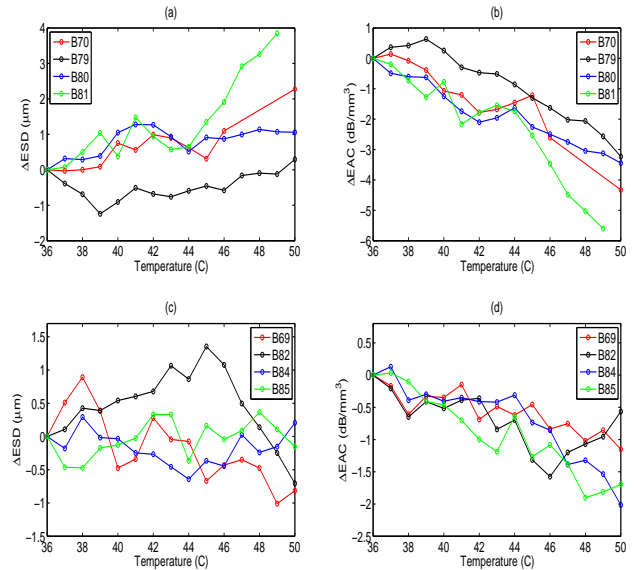 (a)
B70
B79
B80
B81
4
3
2
1
0
−1
−2
ΔESD (μm)
36 38 40 42 44 46 48 50
Temperature (C)
(b)
B70
B79
B80
B81
1
0
−1
−2
−3
−4
−5
−6
ΔEAC (dB/mm³)
36 38 40 42 44 46 48 50
Temperature (C)
(c)
B69
B82
B84
B85
1.5
1
0.5
0
−0.5
−1
−1.5
ΔESD (μm)
36 38 40 42 44 46 48 50
Temperature (C)
(d)
B69
B82
B84
B85
0.5
0
−0.5
−1
−1.5
−2
−2.5
ΔEAC (dB/mm³)
36 38 40 42 44 46 48 50
Temperature (C)